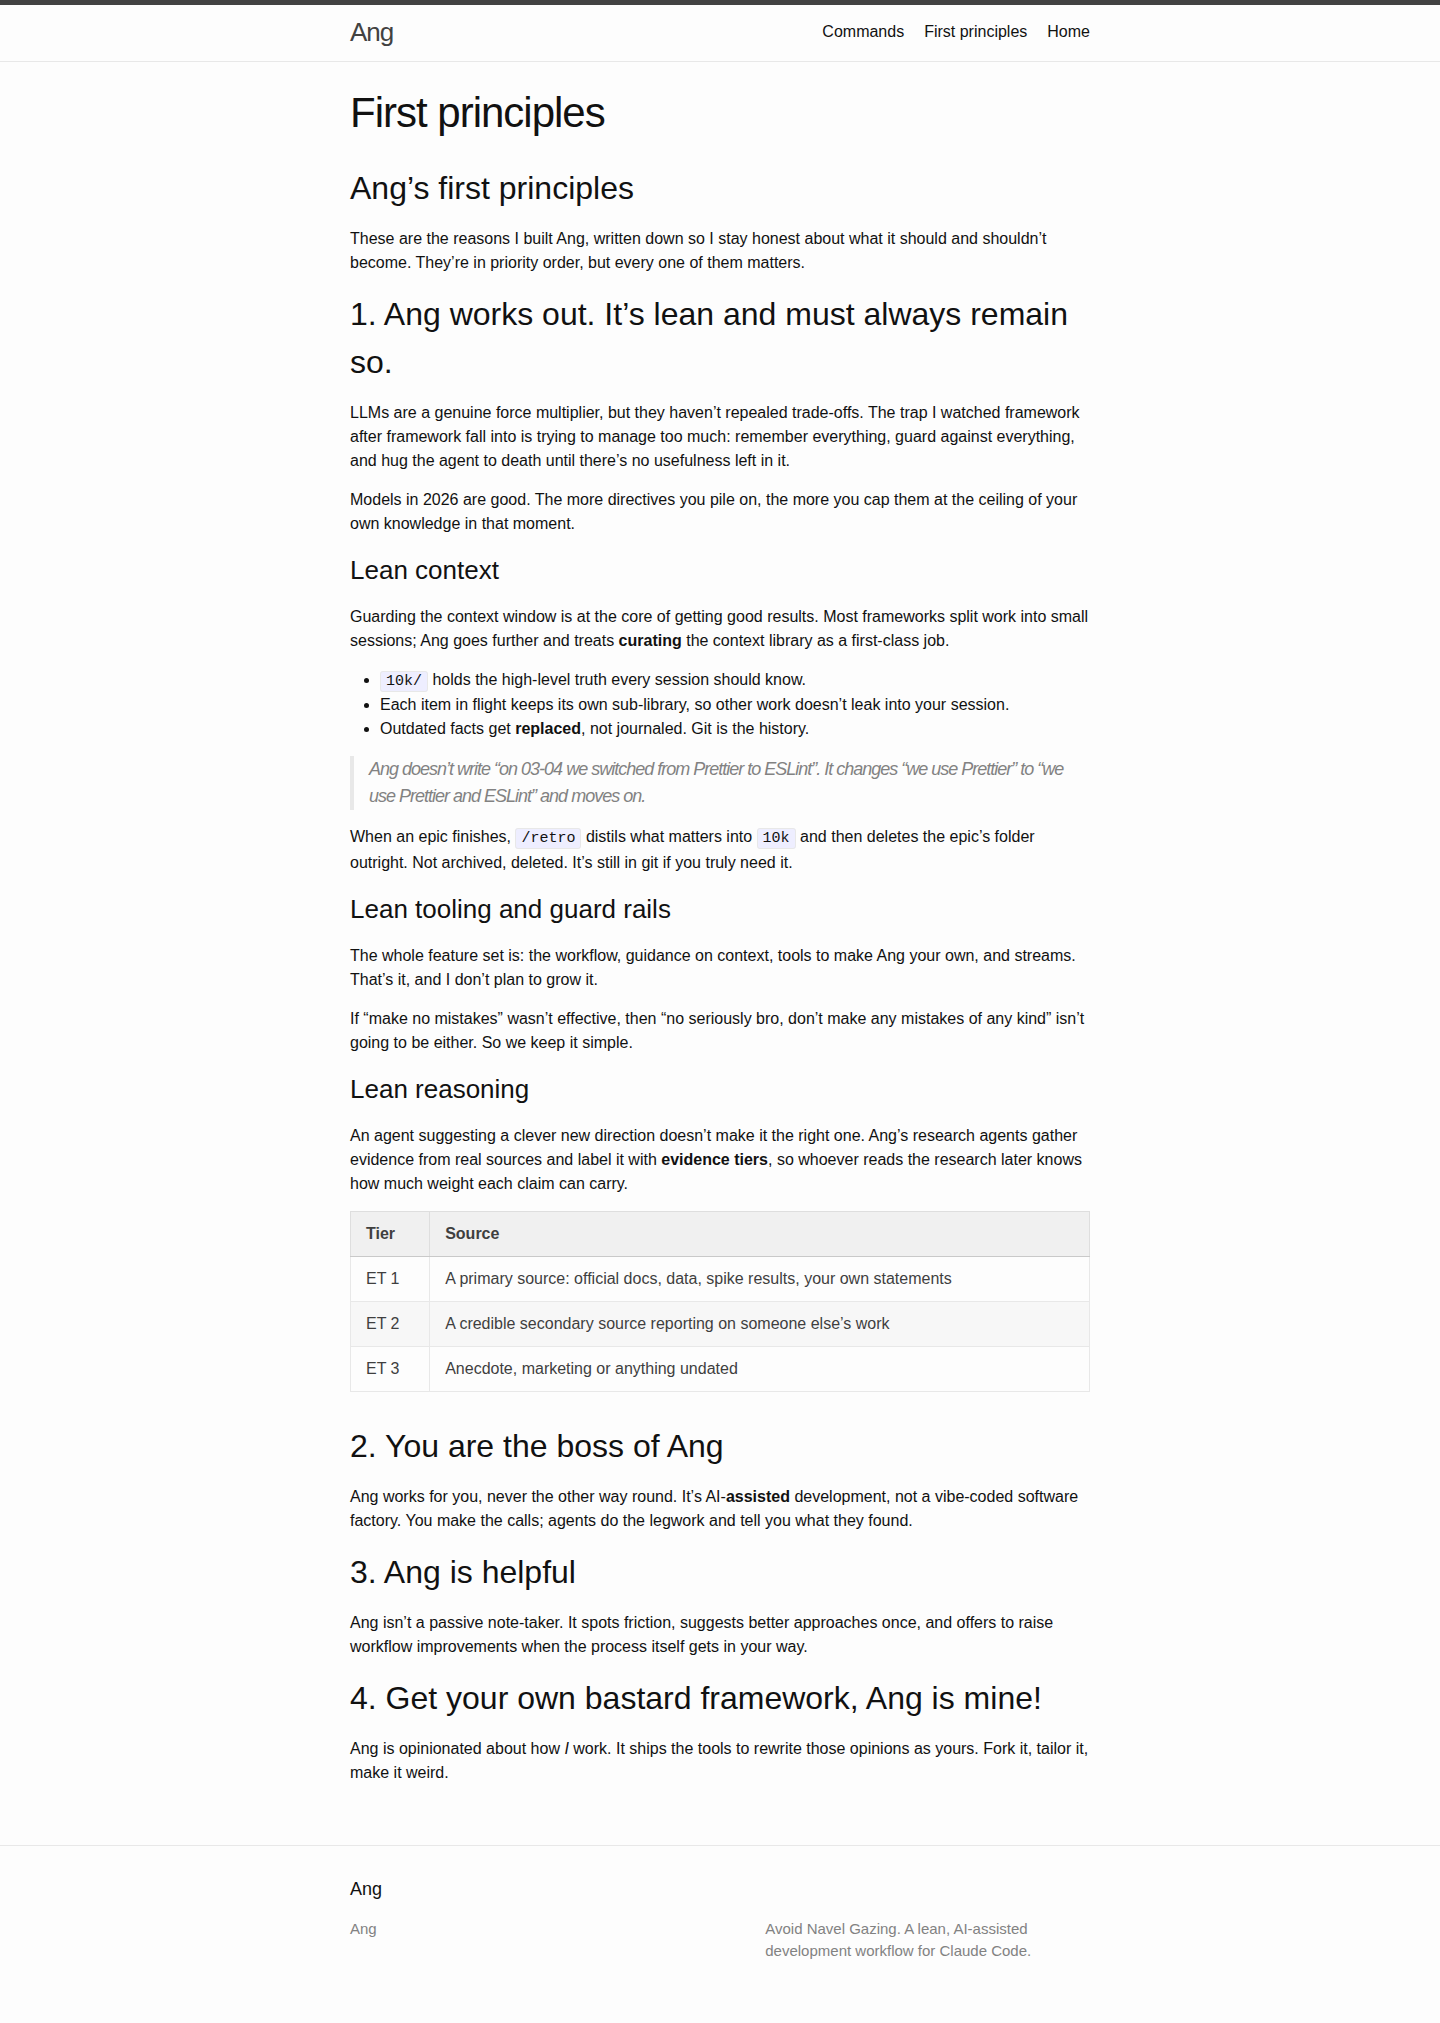 Ang
Commands First principles Home
First principles
Ang’s first principles
These are the reasons I built Ang, written down so I stay honest about what it should and shouldn’t
become. They’re in priority order, but every one of them matters.
1. Ang works out. It’s lean and must always remain
so.
LLMs are a genuine force multiplier, but they haven’t repealed trade-offs. The trap I watched framework
after framework fall into is trying to manage too much: remember everything, guard against everything,
and hug the agent to death until there’s no usefulness left in it.
Models in 2026 are good. The more directives you pile on, the more you cap them at the ceiling of your
own knowledge in that moment.
Lean context
Guarding the context window is at the core of getting good results. Most frameworks split work into small
sessions; Ang goes further and treats curating the context library as a first-class job.
10k/ holds the high-level truth every session should know.
Each item in flight keeps its own sub-library, so other work doesn’t leak into your session.
Outdated facts get replaced, not journaled. Git is the history.
Ang doesn’t write “on 03-04 we switched from Prettier to ESLint”. It changes “we use Prettier” to “we
use Prettier and ESLint” and moves on.
When an epic finishes, /retro distils what matters into 10k and then deletes the epic’s folder
outright. Not archived, deleted. It’s still in git if you truly need it.
Lean tooling and guard rails
The whole feature set is: the workflow, guidance on context, tools to make Ang your own, and streams.
That’s it, and I don’t plan to grow it.
If “make no mistakes” wasn’t effective, then “no seriously bro, don’t make any mistakes of any kind” isn’t
going to be either. So we keep it simple.
Lean reasoning
An agent suggesting a clever new direction doesn’t make it the right one. Ang’s research agents gather
evidence from real sources and label it with evidence tiers, so whoever reads the research later knows
how much weight each claim can carry.
Tier Source
ET 1 A primary source: official docs, data, spike results, your own statements
ET 2 A credible secondary source reporting on someone else’s work
ET 3 Anecdote, marketing or anything undated
2. You are the boss of Ang
Ang works for you, never the other way round. It’s AI-assisted development, not a vibe-coded software
factory. You make the calls; agents do the legwork and tell you what they found.
3. Ang is helpful
Ang isn’t a passive note-taker. It spots friction, suggests better approaches once, and offers to raise
workflow improvements when the process itself gets in your way.
4. Get your own bastard framework, Ang is mine!
Ang is opinionated about how I work. It ships the tools to rewrite those opinions as yours. Fork it, tailor it,
make it weird.
Ang
Ang
Avoid Navel Gazing. A lean, AI-assisted
development workflow for Claude Code.